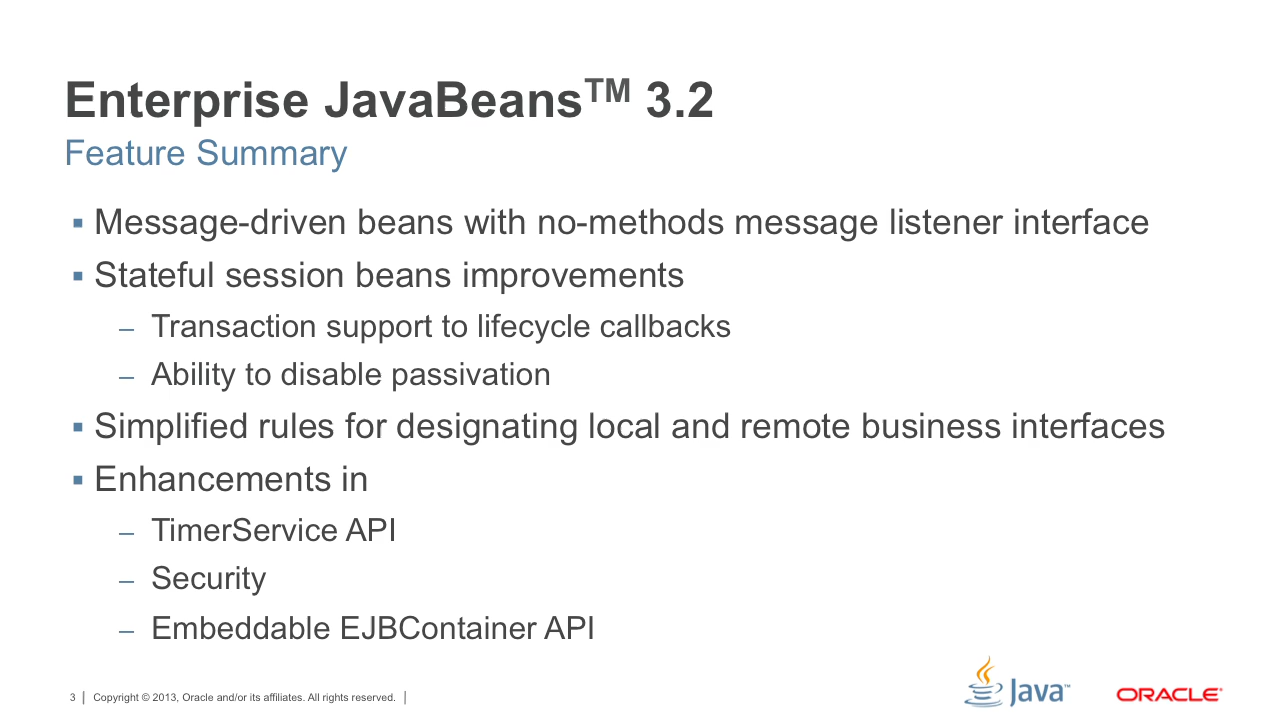 Enterprise JavaBeans™ 3.2
Feature Summary
▪ Message-driven beans with no-methods message listener interface
▪ Stateful session beans improvements
– Transaction support to lifecycle callbacks
– Ability to disable passivation
▪ Simplified rules for designating local and remote business interfaces
▪ Enhancements in
– TimerService API
– Security
– Embeddable EJBContainer API
3 | Copyright © 2013, Oracle and/or its affiliates. All rights reserved. |
Java™
ORACLE®